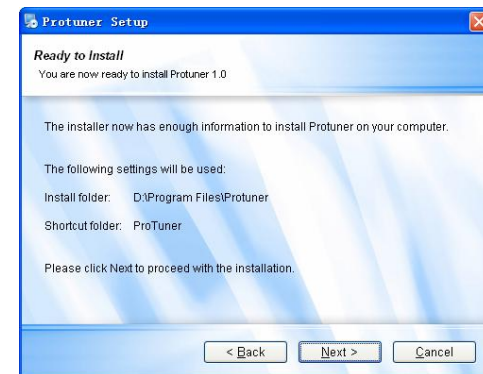 Protuner Setup
Ready to Install
You are now ready to install Protuner 1.0
The installer now has enough information to install Protuner on your computer.
The following settings will be used:
Install folder: D:\Program Files\Protuner
Shortcut folder: ProTuner
Please click Next to proceed with the installation.
< Back Next > Cancel